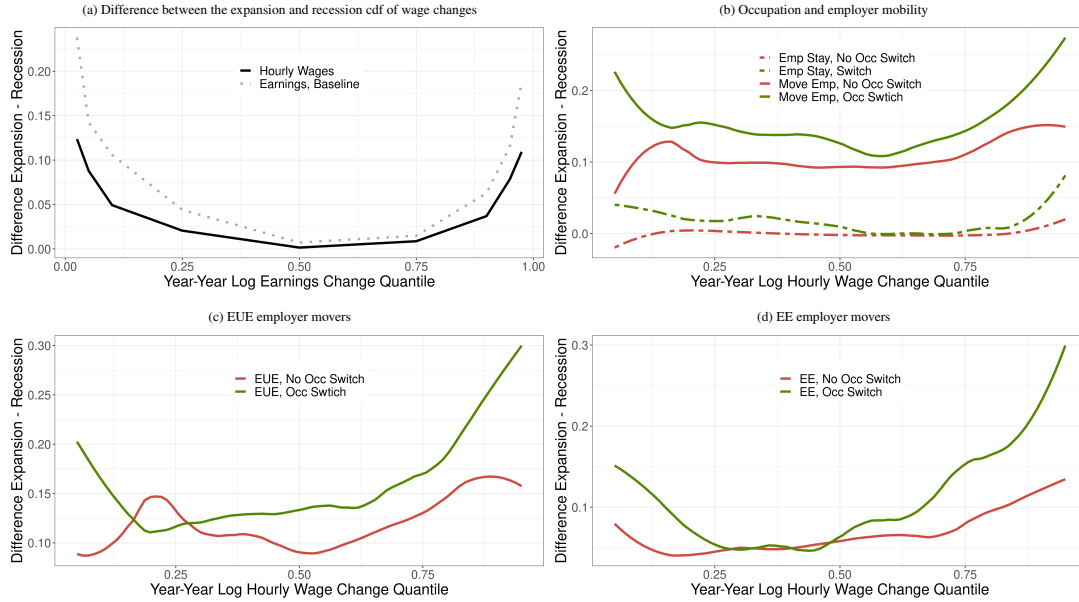 (a) Difference between the expansion and recession cdf of wage changes
Difference Expansion - Recession
0.20
0.15
0.10
0.05
0.00
Hourly Wages
Earnings, Baseline
0.00 0.25 0.50 0.75 1.00
Year-Year Log Earnings Change Quantile
(b) Occupation and employer mobility
Difference Expansion - Recession
0.2
0.1
0.0
Emp Stay, No Occ Switch
Emp Stay, Switch
Move Emp, No Occ Switch
Move Emp, Occ Swtich
0.25 0.50 0.75
Year-Year Log Hourly Wage Change Quantile
(c) EUE employer movers
Difference Expansion - Recession
0.30
0.25
0.20
0.15
0.10
EUE, No Occ Switch
EUE, Occ Swtich
0.25 0.50 0.75
Year-Year Log Hourly Wage Change Quantile
(d) EE employer movers
Difference Expansion - Recession
0.3
0.2
0.1
EE, No Occ Switch
EE, Occ Switch
0.25 0.50 0.75
Year-Year Log Hourly Wage Change Quantile